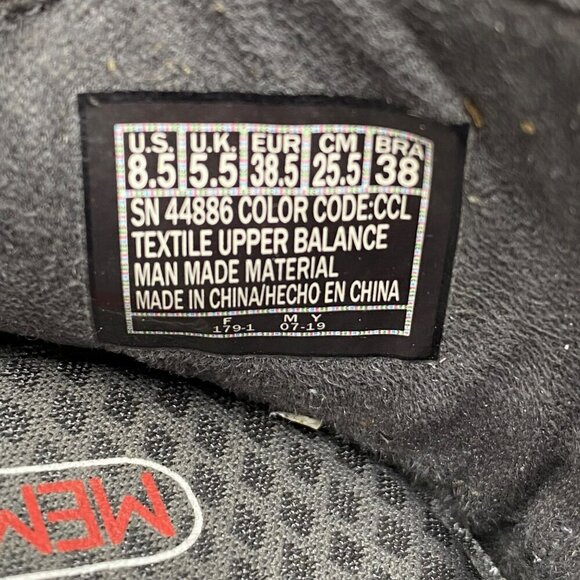 U.S. U.K. EUR CM BRA
8.5 5.5 38.5 25.5 38
SN 44886 COLOR CODE:CCL
TEXTILE UPPER BALANCE
MAN MADE MATERIAL
MADE IN CHINA/HECHO EN CHINA
F M Y
179-1 07-19
MEM